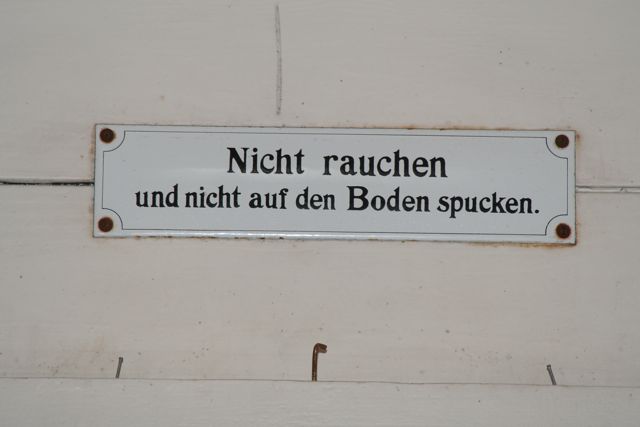 Nicht rauchen
und nicht auf den Boden spucken.